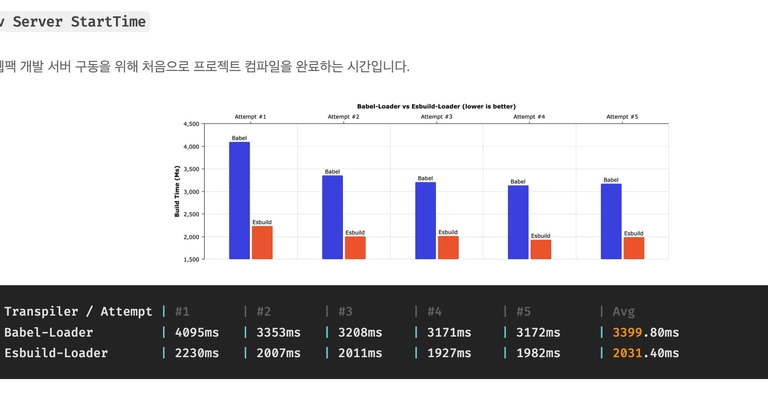 Server StartTime
개발 서버 구동을 위해 처음으로 프로젝트 컴파일을 완료하는 시간입니다.
Babel-Loader vs Esbuild-Loader (lower is better)
Attempt #1 Attempt #2 Attempt #3 Attempt #4 Attempt #5
Build Time (Ms)
4,500
4,000
3,500
3,000
2,500
2,000
1,500
Babel Babel Babel Babel Babel
Esbuild Esbuild Esbuild Esbuild Esbuild
Transpiler / Attempt | #1 | #2 | #3 | #4 | #5 | Avg
Babel-Loader | 4095ms | 3353ms | 3208ms | 3171ms | 3172ms | 3399.80ms
Esbuild-Loader | 2230ms | 2007ms | 2011ms | 1927ms | 1982ms | 2031.40ms